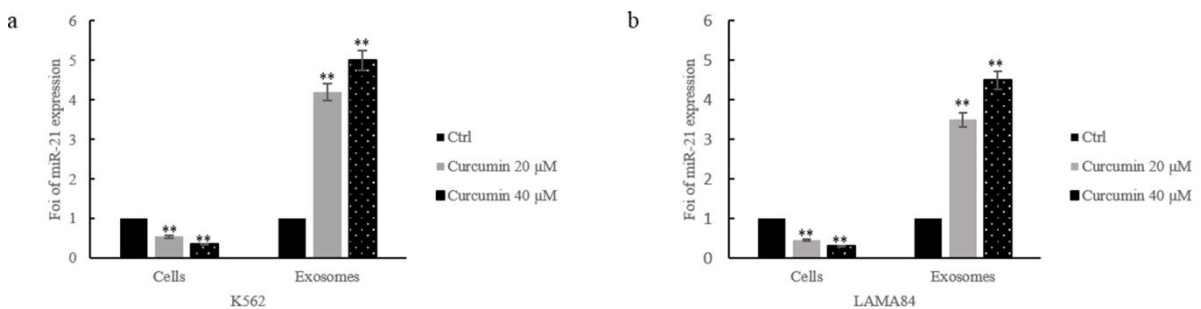 a
6
5
4
3
2
1
0
Foi of miR-21 expression
**
**
**
**
Cells
Exosomes
K562
Ctrl
Curcumin 20 μM
Curcumin 40 μM
b
6
5
4
3
2
1
0
Foi of miR-21 expression
**
**
**
**
Cells
Exosomes
LAMA84
Ctrl
Curcumin 20 μM
Curcumin 40 μM